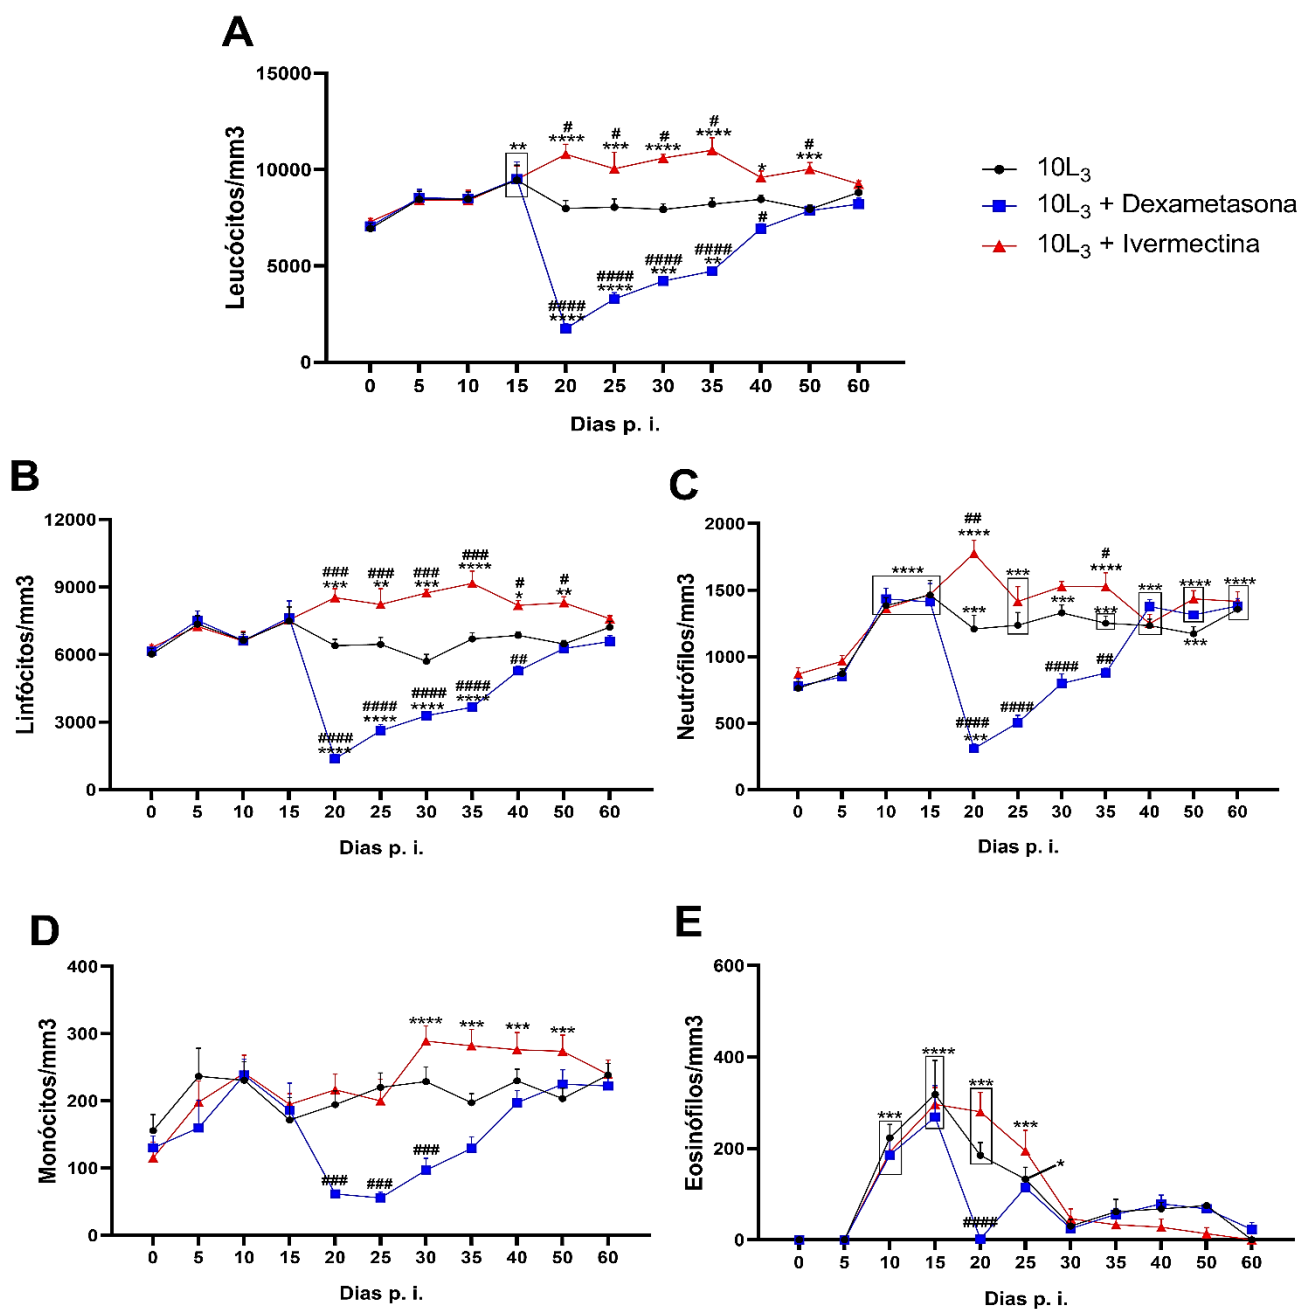 A
15000
10000
5000
0
Leucócitos/mm3
** # **** # *** # **** # **** * # ***
#### **** #### **** #### *** #### ** #
0 5 10 15 20 25 30 35 40 50 60
Dias p. i.
10L3
10L3 + Dexametasona
10L3 + Ivermectina
B
12000
9000
6000
3000
0
Linfócitos/mm3
### *** ### ** ### *** ### **** # * # **
#### **** #### **** #### **** #### **** ##
0 5 10 15 20 25 30 35 40 50 60
Dias p. i.
C
2000
1500
1000
500
0
Neutrófilos/mm3
**** ## **** *** # **** *** **** ****
*** *** *** ***
#### *** #### #### ##
0 5 10 15 20 25 30 35 40 50 60
Dias p. i.
D
400
300
200
100
0
Monócitos/mm3
**** *** *** ***
### ### ###
0 5 10 15 20 25 30 35 40 50 60
Dias p. i.
E
600
400
200
0
Eosinófilos/mm3
*** **** *** *
####
0 5 10 15 20 25 30 35 40 50 60
Dias p. i.